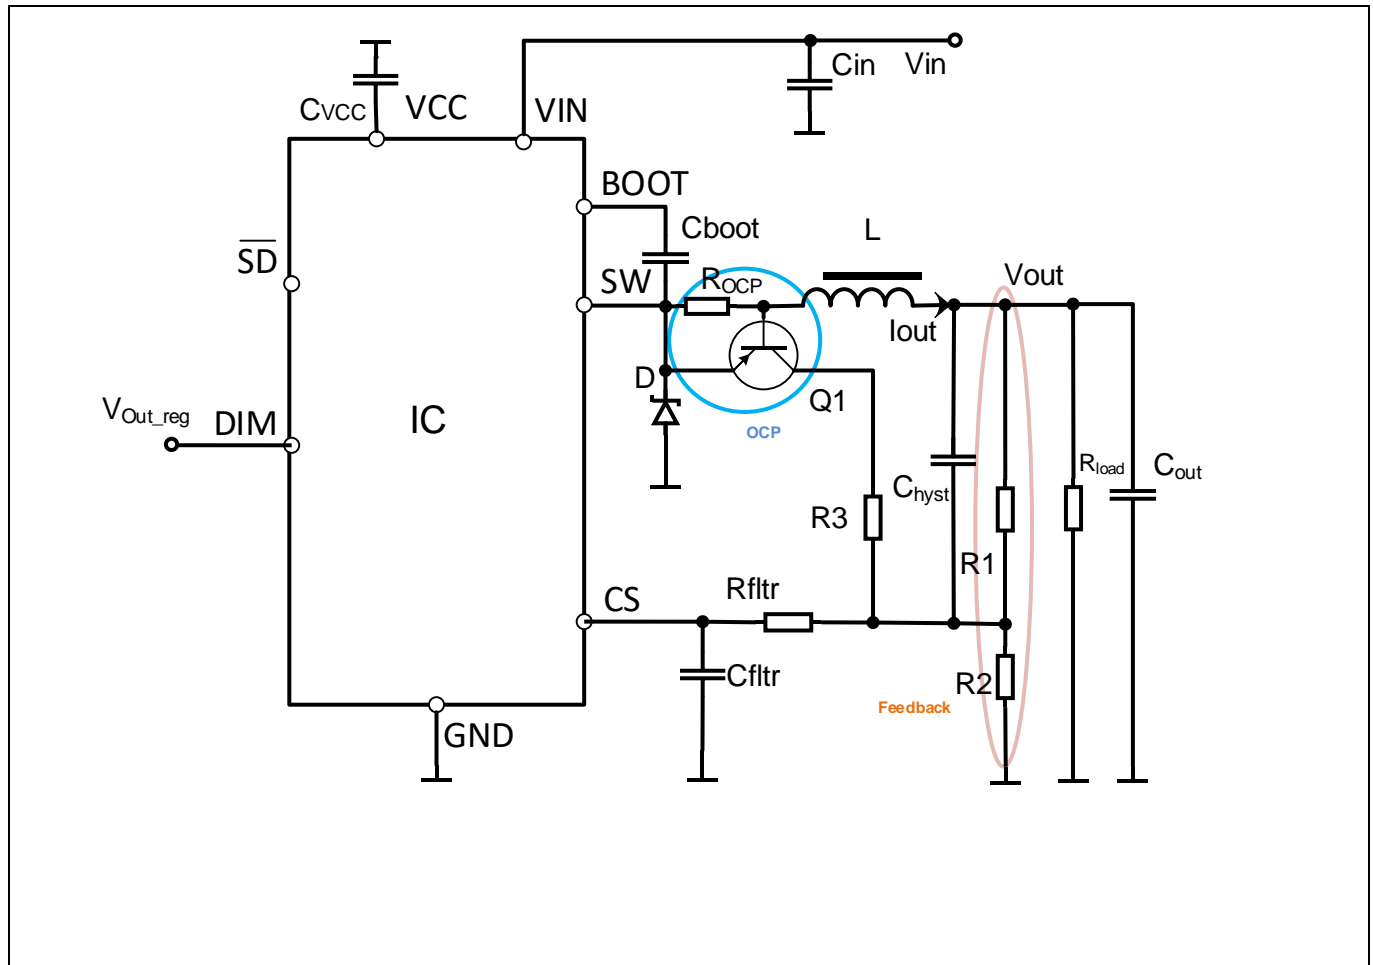 Cin
Vin
CVCC
VCC
VIN
BOOT
Cboot
L
SD
SW
ROCP
Vout
Iout
D
Q1
VOut_reg
DIM
IC
OCP
Rload
Cout
Chyst
R3
R1
Rfltr
CS
Cfltr
R2
Feedback
GND